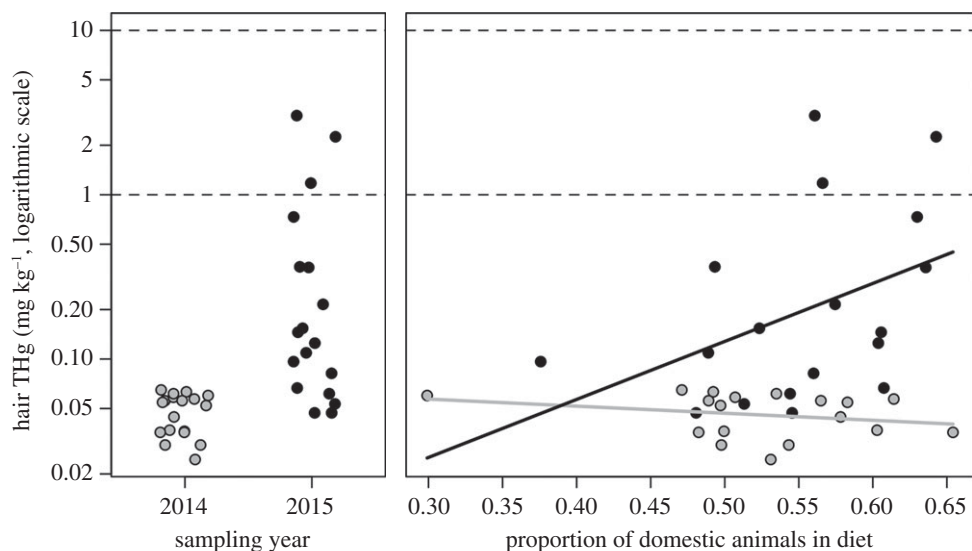 hair THg (mg kg⁻¹, logarithmic scale)
10
5
2
1
0.50
0.20
0.10
0.05
0.02
2014 2015
sampling year
0.30 0.35 0.40 0.45 0.50 0.55 0.60 0.65
proportion of domestic animals in diet